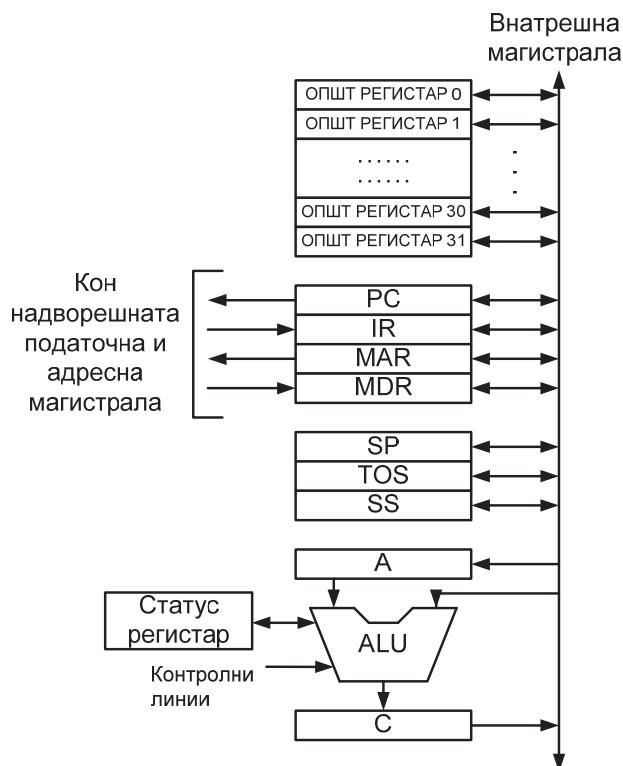 Внатрешна
магистрала
ОПШТ РЕГИСТАР 0
ОПШТ РЕГИСТАР 1
......
......
ОПШТ РЕГИСТАР 30
ОПШТ РЕГИСТАР 31
Кон
надворешната
податочна и
адресна
магистрала
PC
IR
MAR
MDR
SP
TOS
SS
A
Статус
регистар
ALU
Контролни
линии
C